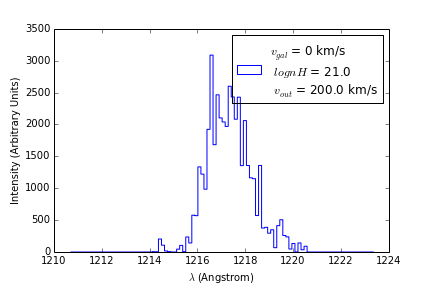 3500
3000
2500
2000
1500
1000
500
0
Intensity (Arbitrary Units)
v_gal = 0 km/s
lognH = 21.0
v_out = 200.0 km/s
1210 1212 1214 1216 1218 1220 1222 1224
λ (Angstrom)